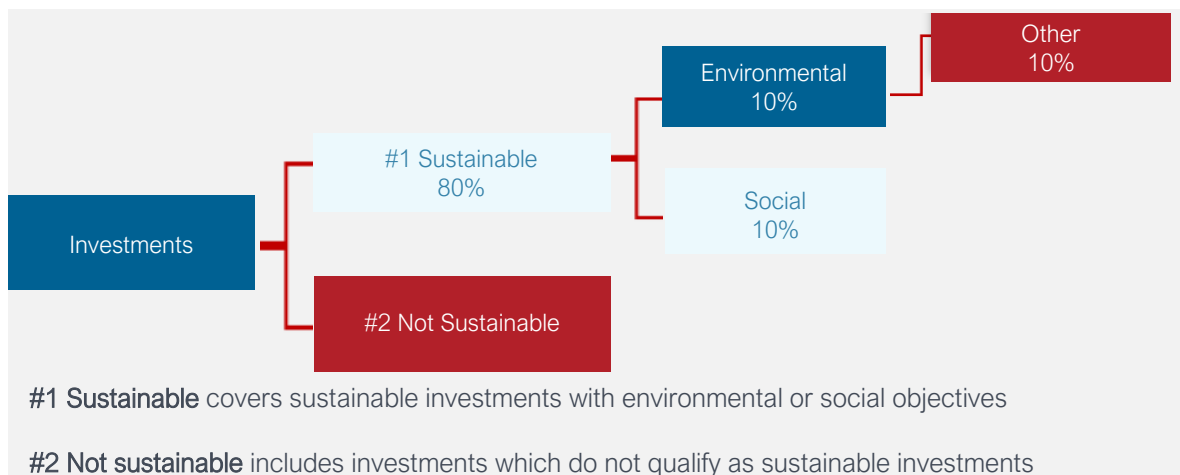 Other
10%
Environmental
10%
#1 Sustainable
80%
Social
10%
Investments
#2 Not Sustainable
#1 Sustainable covers sustainable investments with environmental or social objectives
#2 Not sustainable includes investments which do not qualify as sustainable investments